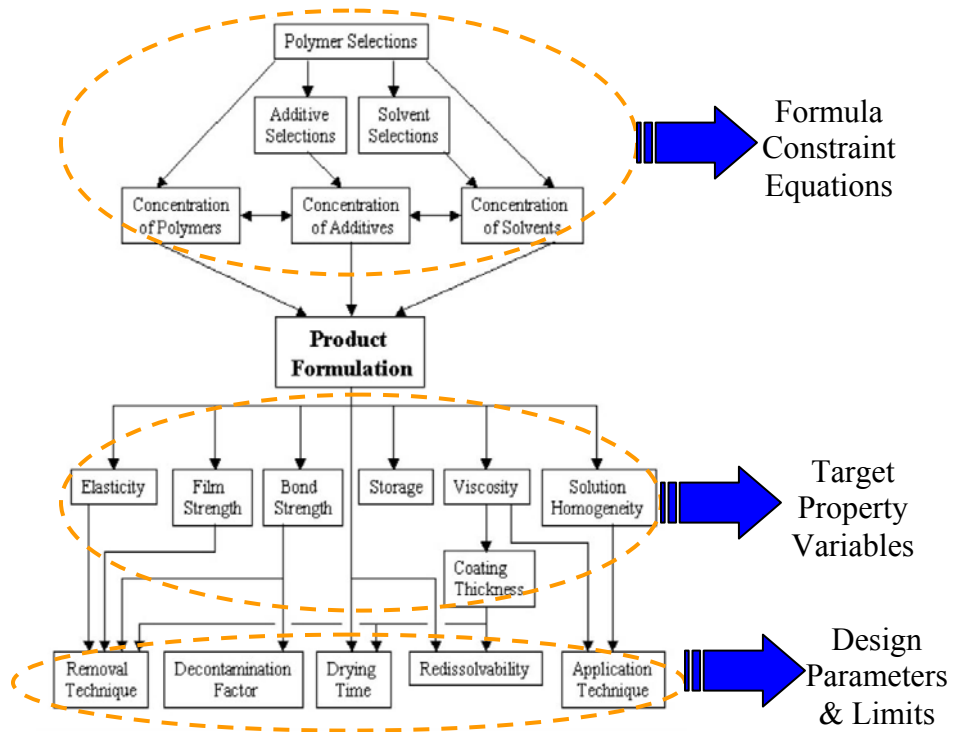 Polymer Selections
Additive
Selections
Solvent
Selections
Formula
Constraint
Equations
Concentration
of Polymers
Concentration
of Additives
Concentration
of Solvents
Product
Formulation
Elasticity
Film
Strength
Bond
Strength
Storage
Viscosity
Solution
Homogeneity
Target
Property
Variables
Coating
Thickness
Removal
Technique
Decontamination
Factor
Drying
Time
Redissolvability
Application
Technique
Design
Parameters
& Limits